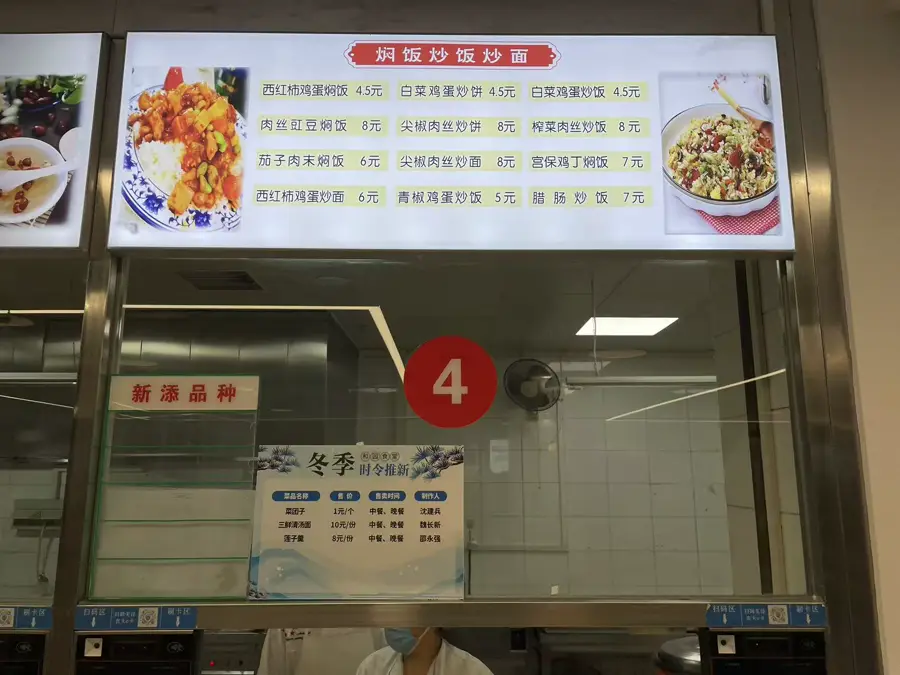 焖饭炒饭炒面
西红柿鸡蛋焖饭 4.5元 白菜鸡蛋炒饼 4.5元 白菜鸡蛋炒饭 4.5元
肉丝豇豆焖饭 8元 尖椒肉丝炒饼 8元 榨菜肉丝炒饭 8元
茄子肉末焖饭 6元 尖椒肉丝炒面 8元 宫保鸡丁焖饭 7元
西红柿鸡蛋炒面 6元 青椒鸡蛋炒饭 5元 腊肠炒饭 7元
4
新添品种
冬季 时令推新
菜品名称 售价 售卖时间 制作人
菜团子 1元/个 中餐、晚餐 沈建兵
三鲜清汤面 10元/份 中餐、晚餐 魏长新
莲子羹 8元/份 中餐、晚餐 邵永强
刷卡区
扫码区 刷卡区
扫码区 刷卡区